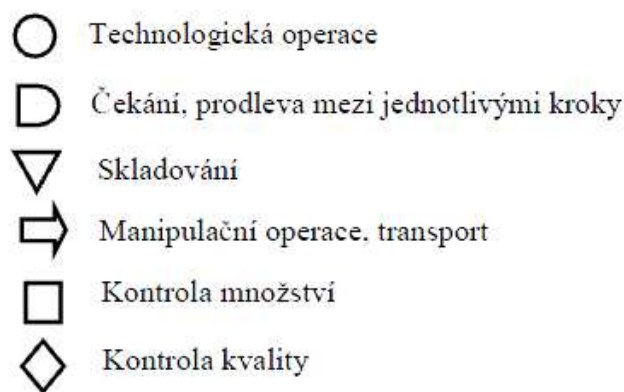 Technologická operace
Čekání, prodleva mezi jednotlivými kroky
Skladování
Manipulační operace, transport
Kontrola množství
Kontrola kvality